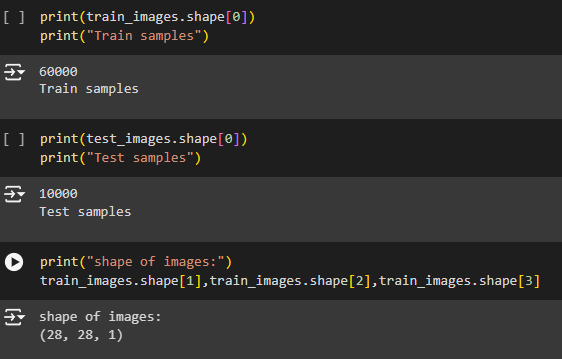 [ ] print(train_images.shape[0])
print("Train samples")
60000
Train samples
[ ] print(test_images.shape[0])
print("Test samples")
10000
Test samples
print("shape of images:")
train_images.shape[1],train_images.shape[2],train_images.shape[3]
shape of images:
(28, 28, 1)